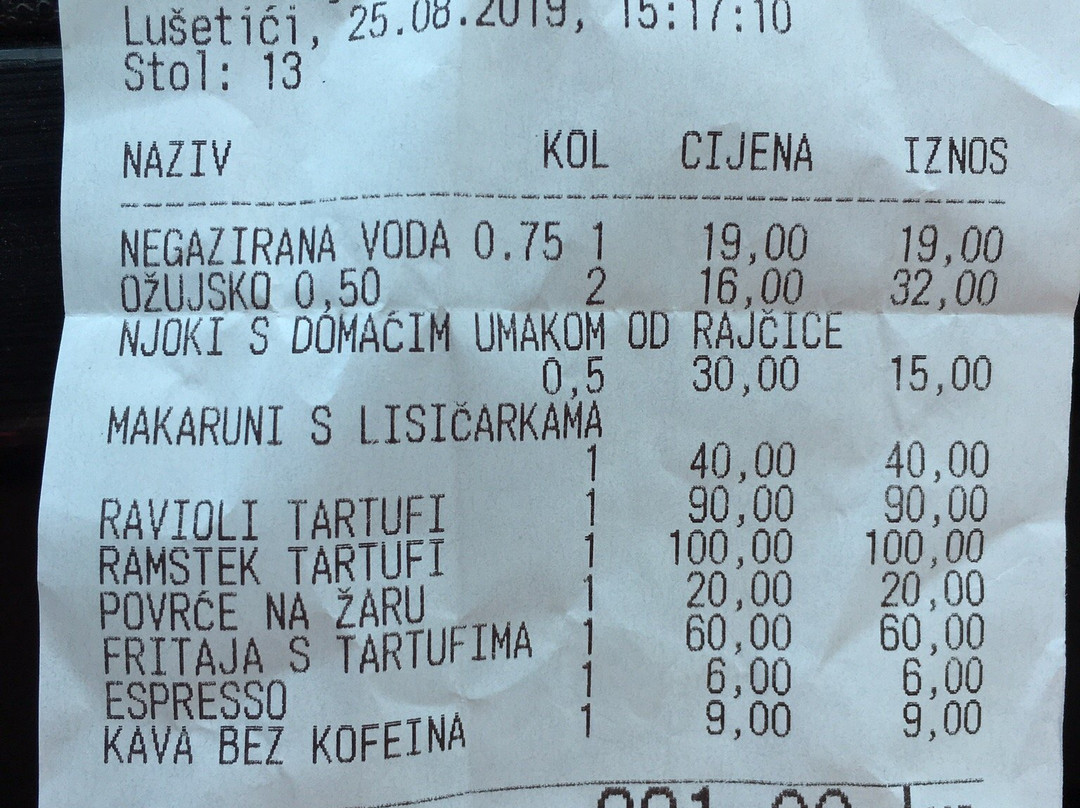 Lušetići, 25.08.2019, 15:17:10
Stol: 13
NAZIV KOL CIJENA IZNOS
NEGAZIRANA VODA 0.75 1 19,00 19,00
OŽUJSKO 0,50 2 16,00 32,00
NJOKI S DOMAĆIM UMAKOM OD RAJČICE
0,5 30,00 15,00
MAKARUNI S LISIČARKAMA
1 40,00 40,00
RAVIOLI TARTUFI 1 90,00 90,00
RAMSTEK TARTUFI 1 100,00 100,00
POVRĆE NA ŽARU 1 20,00 20,00
FRITAJA S TARTUFIMA 1 60,00 60,00
ESPRESSO 1 6,00 6,00
KAVA BEZ KOFEINA 1 9,00 9,00